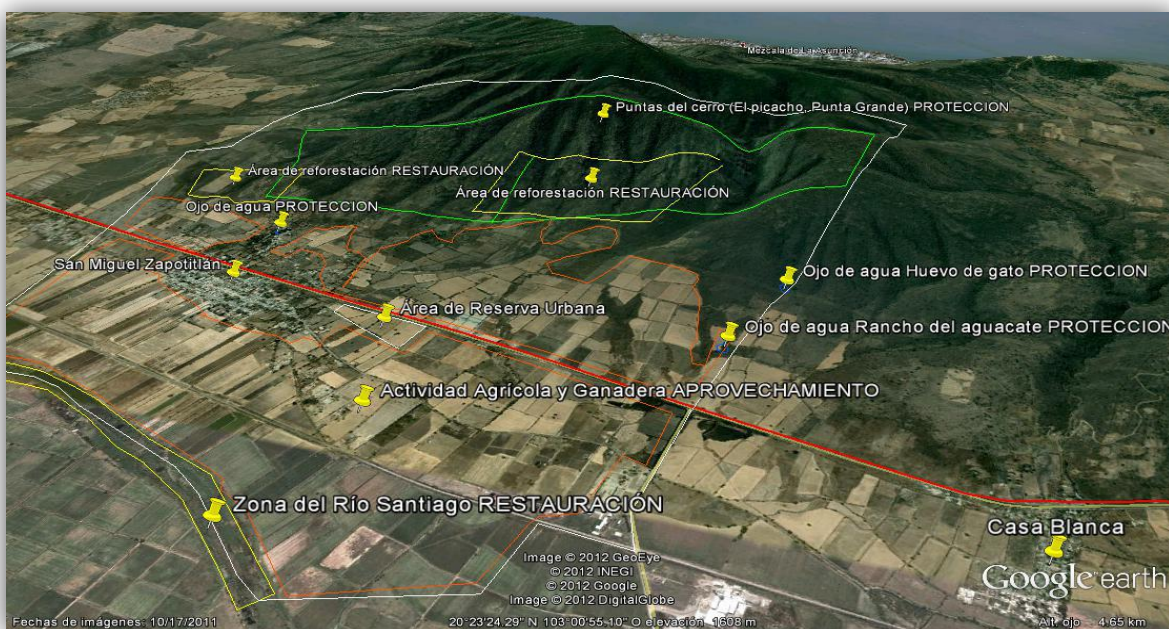 Mezcala de La Asunción
Puntas del cerro (El picacho, Punta Grande) PROTECCION
Área de reforestación RESTAURACIÓN
Área de reforestación RESTAURACIÓN
Ojo de agua PROTECCION
San Miguel Zapotitlán
Ojo de agua Huevo de gato PROTECCION
Área de Reserva Urbana
Ojo de agua Rancho del aguacate PROTECCION
Actividad Agrícola y Ganadera APROVECHAMIENTO
Zona del Río Santiago RESTAURACIÓN
Casa Blanca
Image © 2012 GeoEye
© 2012 INEGI
© 2012 Google
Image © 2012 DigitalGlobe
Google earth
Fechas de imágenes: 10/17/2011
20°23'24.29" N 103°00'55.10" O elevación 1608 m
Alt. ojo 4.65 km